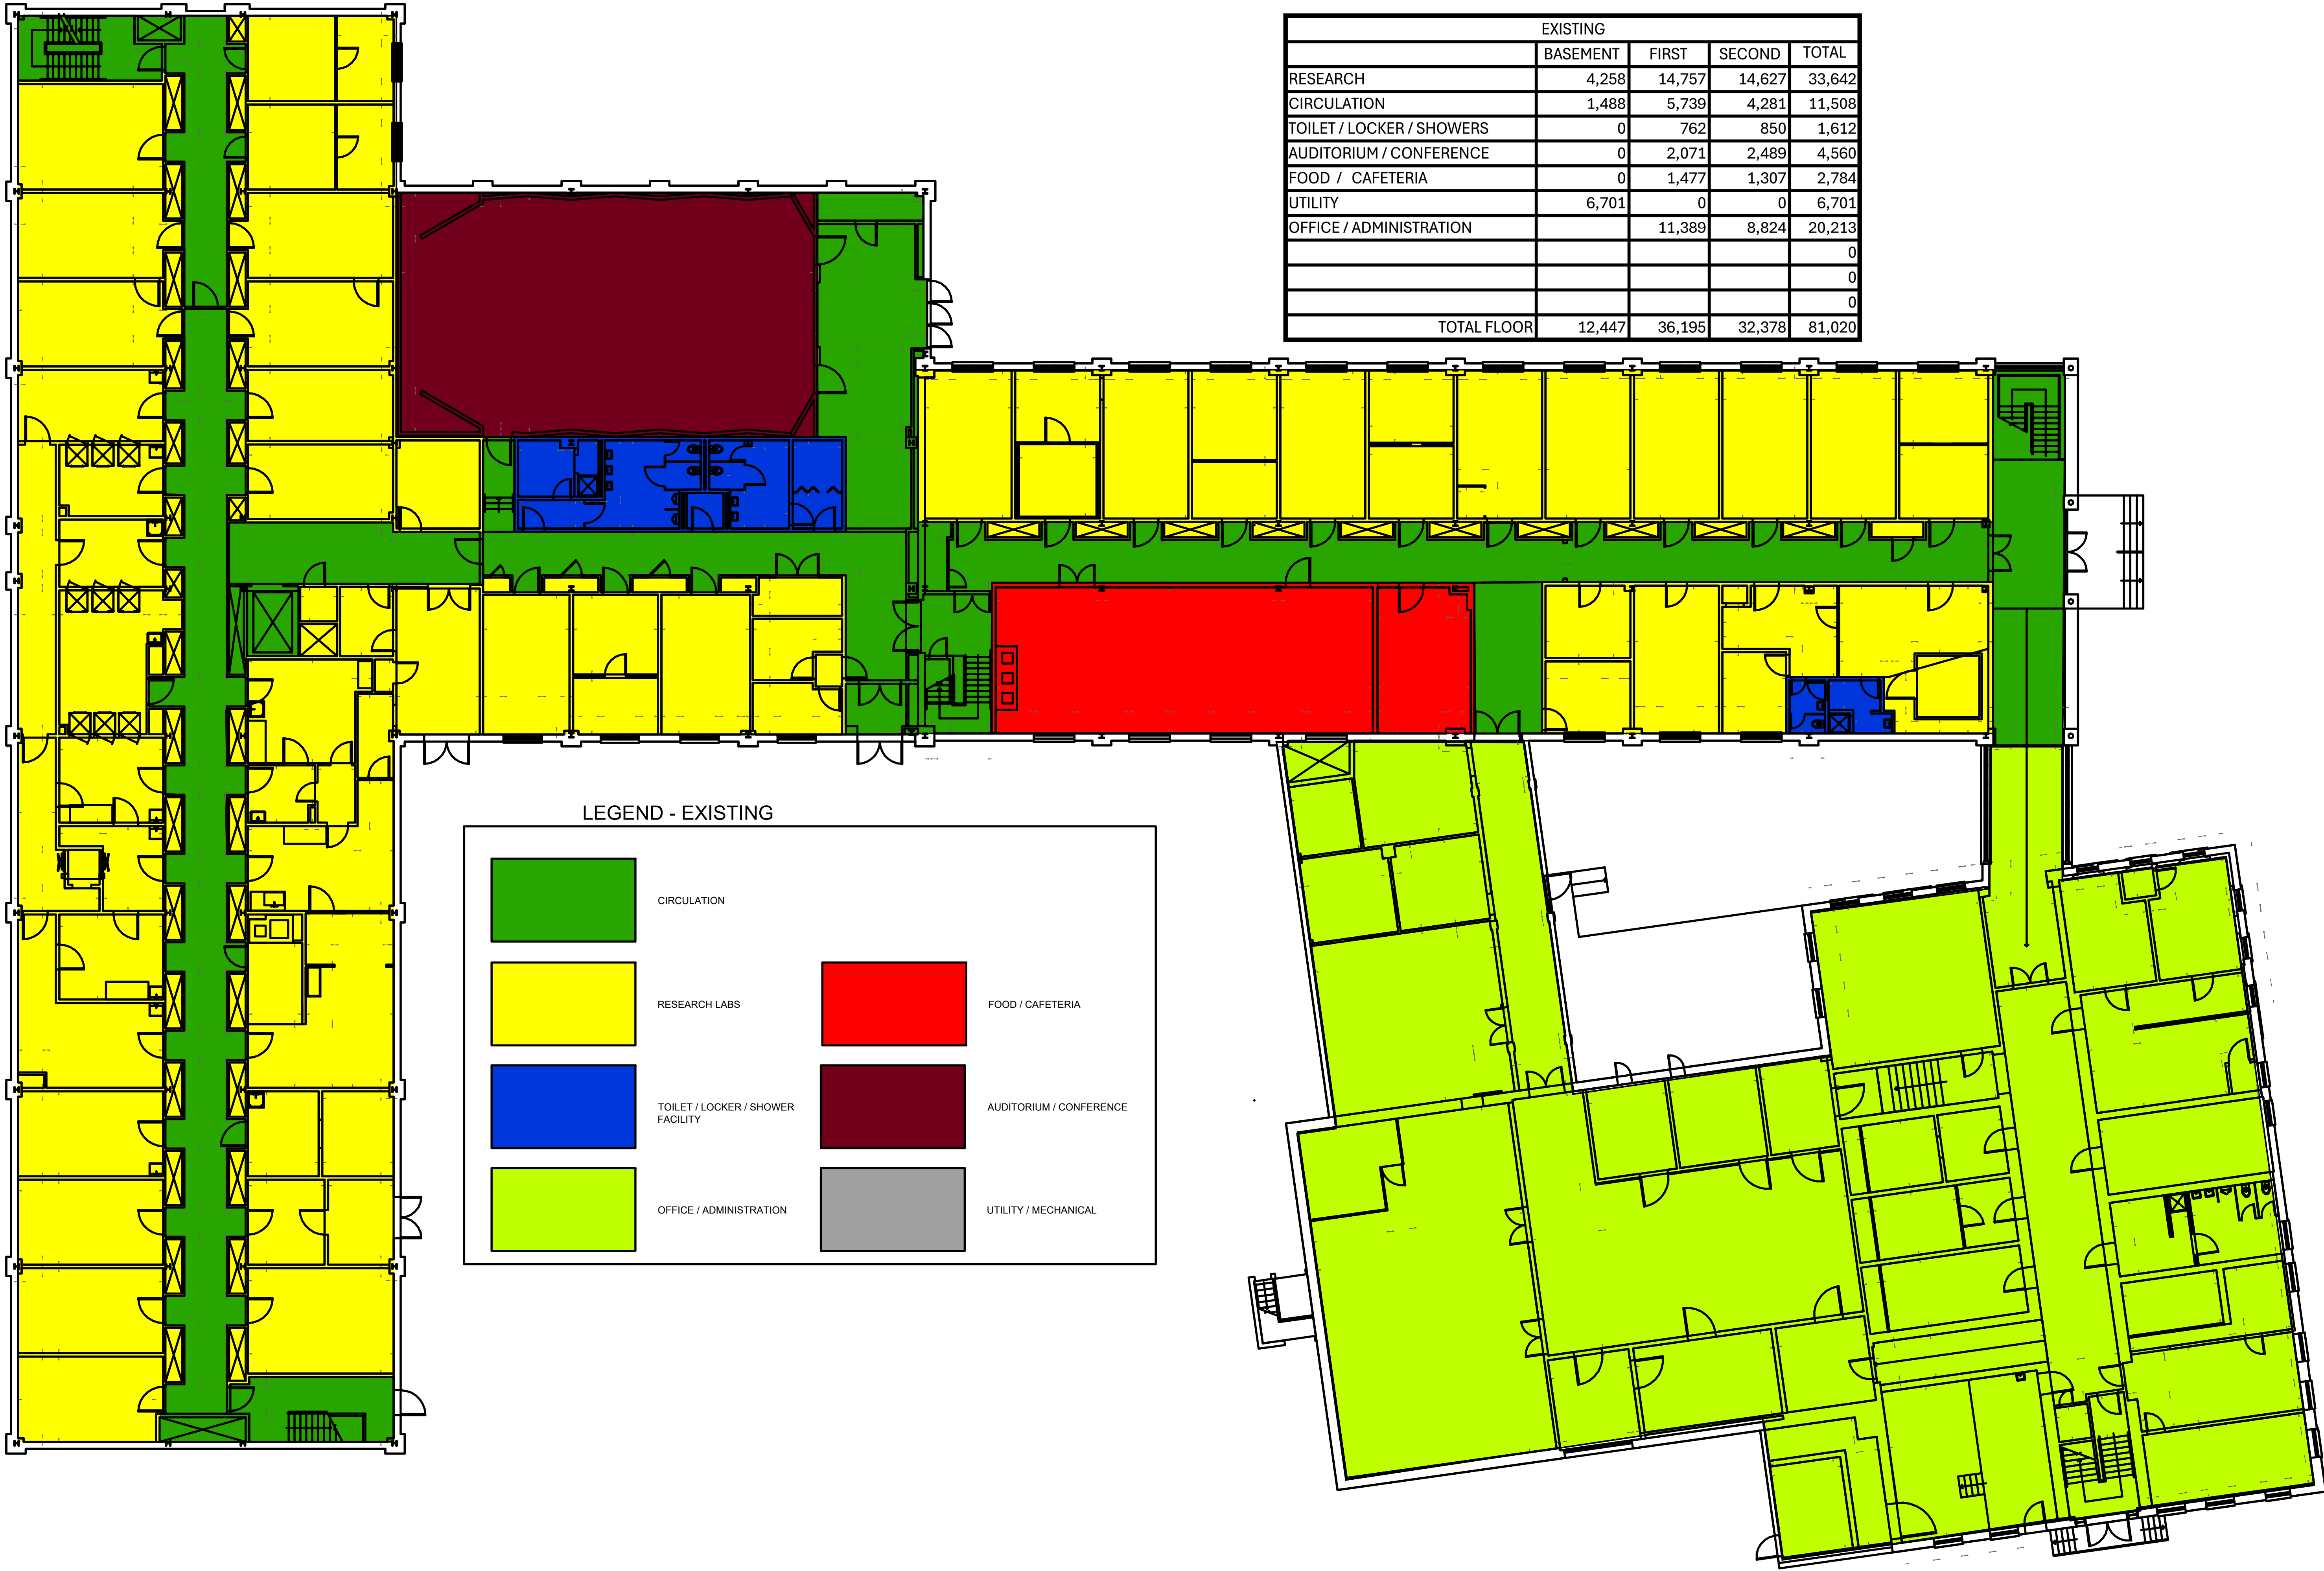 EXISTING
BASEMENT FIRST SECOND TOTAL
RESEARCH 4,258 14,757 14,627 33,642
CIRCULATION 1,488 5,739 4,281 11,508
TOILET / LOCKER / SHOWERS 0 762 850 1,612
AUDITORIUM / CONFERENCE 0 2,071 2,489 4,560
FOOD / CAFETERIA 0 1,477 1,307 2,784
UTILITY 6,701 0 0 6,701
OFFICE / ADMINISTRATION 11,389 8,824 20,213
0
0
0
TOTAL FLOOR 12,447 36,195 32,378 81,020
LEGEND - EXISTING
CIRCULATION
RESEARCH LABS
FOOD / CAFETERIA
TOILET / LOCKER / SHOWER
FACILITY
AUDITORIUM / CONFERENCE
OFFICE / ADMINISTRATION
UTILITY / MECHANICAL